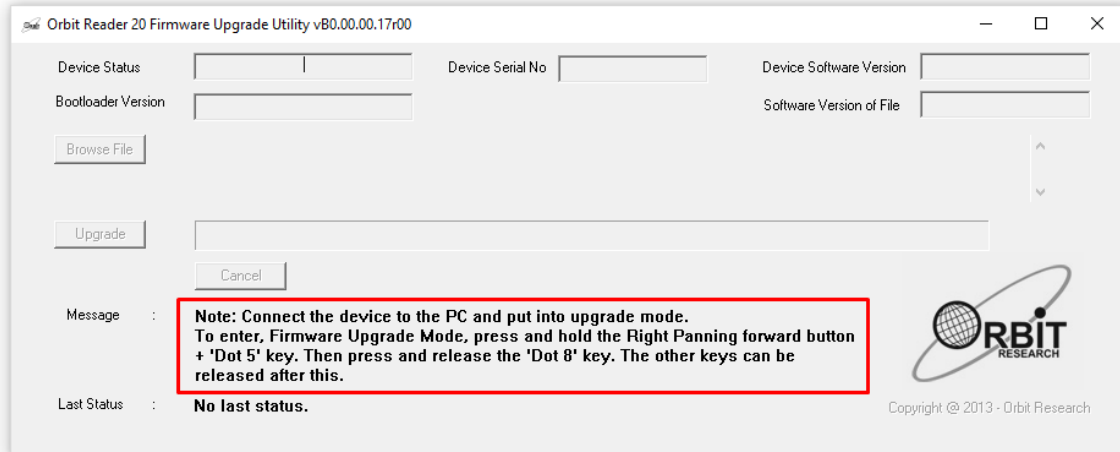 Orbit Reader 20 Firmware Upgrade Utility vB0.00.00.17r00
Device Status
Device Serial No
Device Software Version
Bootloader Version
Software Version of File
Browse File
Upgrade
Cancel
Message :
Note: Connect the device to the PC and put into upgrade mode.
To enter, Firmware Upgrade Mode, press and hold the Right Panning forward button
+ 'Dot 5' key. Then press and release the 'Dot 8' key. The other keys can be
released after this.
ORBIT
RESEARCH
Last Status :
No last status.
Copyright @ 2013 - Orbit Research